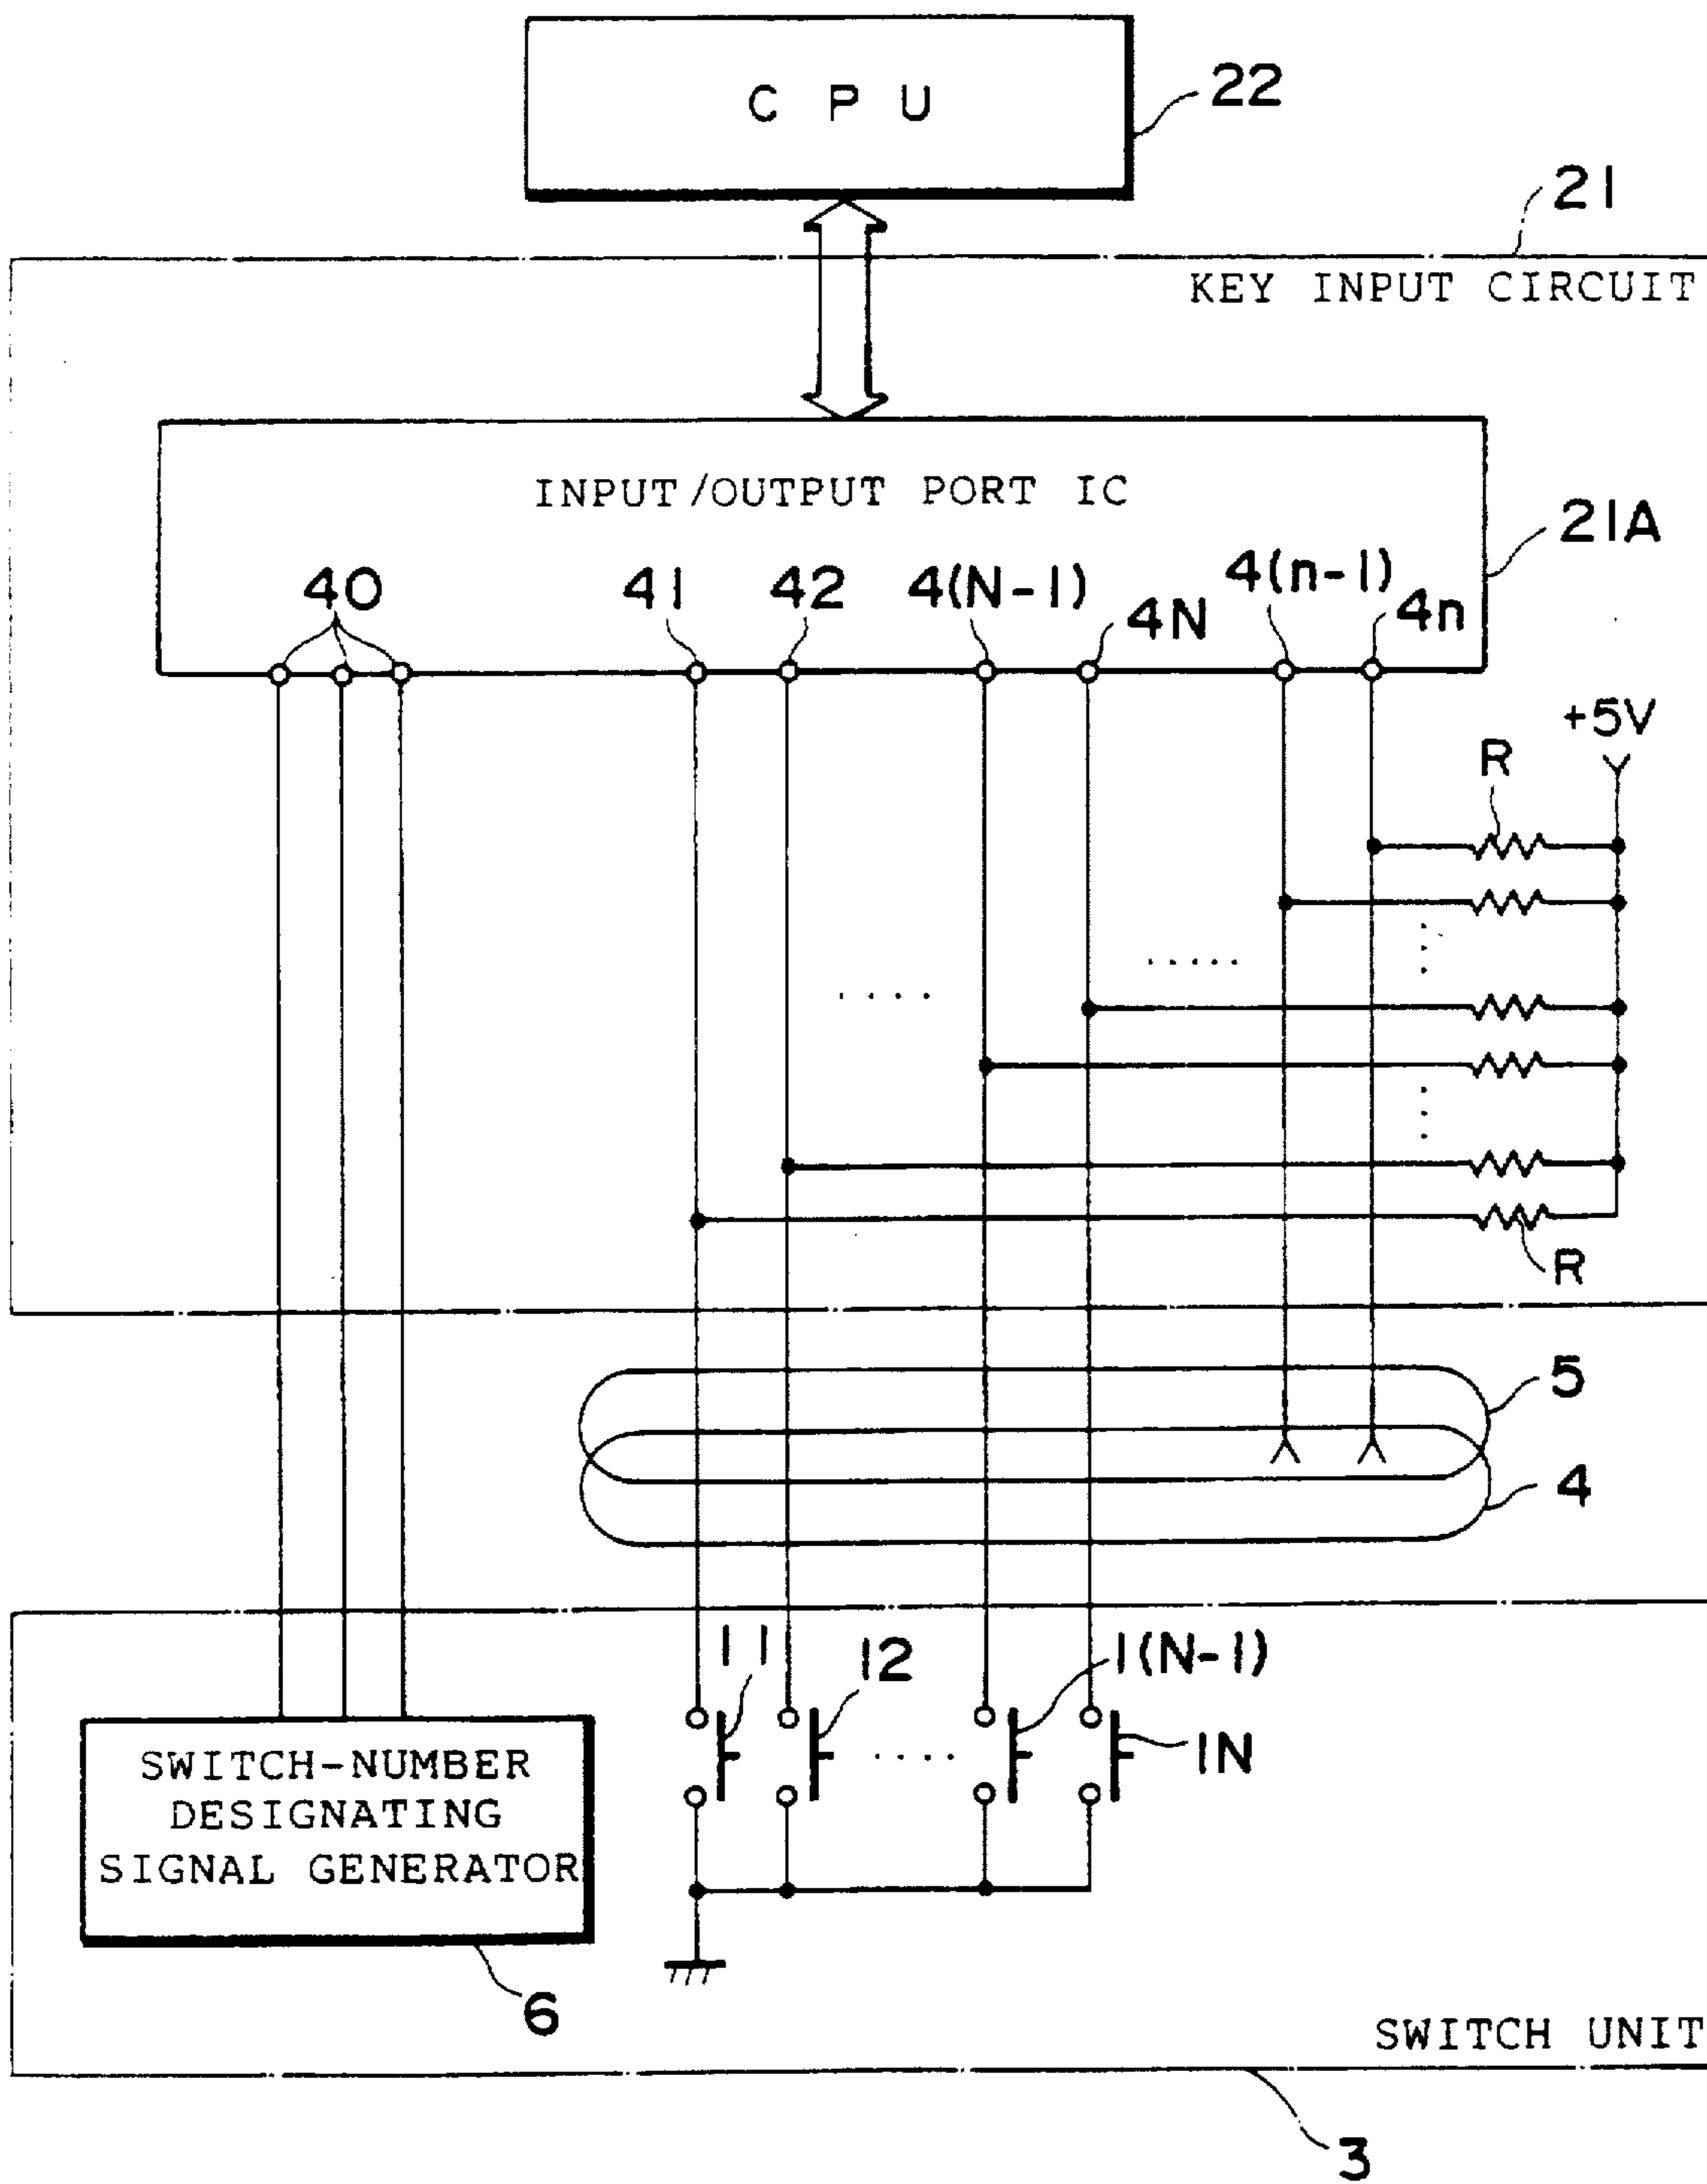 C P U
22
21
KEY INPUT CIRCUIT
INPUT/OUTPUT PORT IC
21A
40
41
42
4(N-1)
4N
4(n-1)
4n
+5V
R
R
5
4
11
12
1(N-1)
1N
SWITCH-NUMBER
DESIGNATING
SIGNAL GENERATOR
6
SWITCH UNIT
3